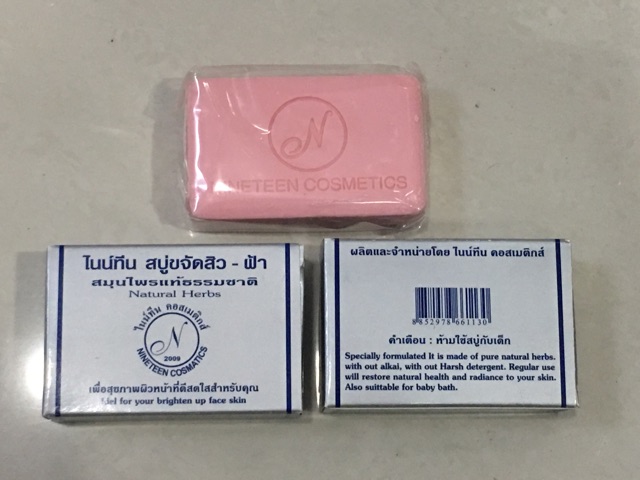 N
NINETEEN COSMETICS
ไนน์ทีน สบู่ขจัดสิว - ฝ้า
สมุนไพรแท้ธรรมชาติ
Natural Herbs
ไนน์ทีน คอสเมติกส์
N
2009
NINETEEN COSMETICS
เพื่อสุขภาพผิวหน้าที่ดีสดใสสำหรับคุณ
Idel for your brighten up face skin
ผลิตและจำหน่ายโดย ไนน์ทีน คอสเมติกส์
8 852978 661130
คำเตือน : ห้ามใช้สบู่กับเด็ก
Specially formulated It is made of pure natural herbs.
with out alkai, with out Harsh detergent. Regular use
will restore natural health and radiance to your skin.
Also suittable for baby bath.